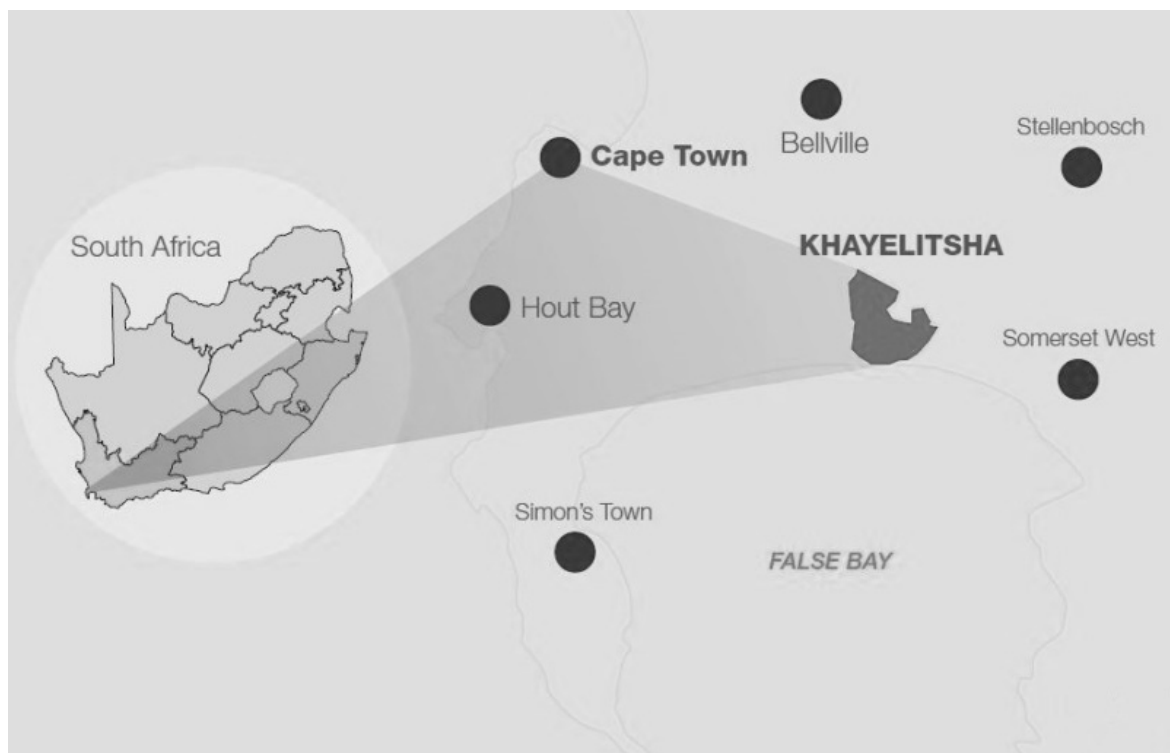 Bellville
Stellenbosch
Cape Town
South Africa
KHAYELITSHA
Hout Bay
Somerset West
Simon's Town
FALSE BAY